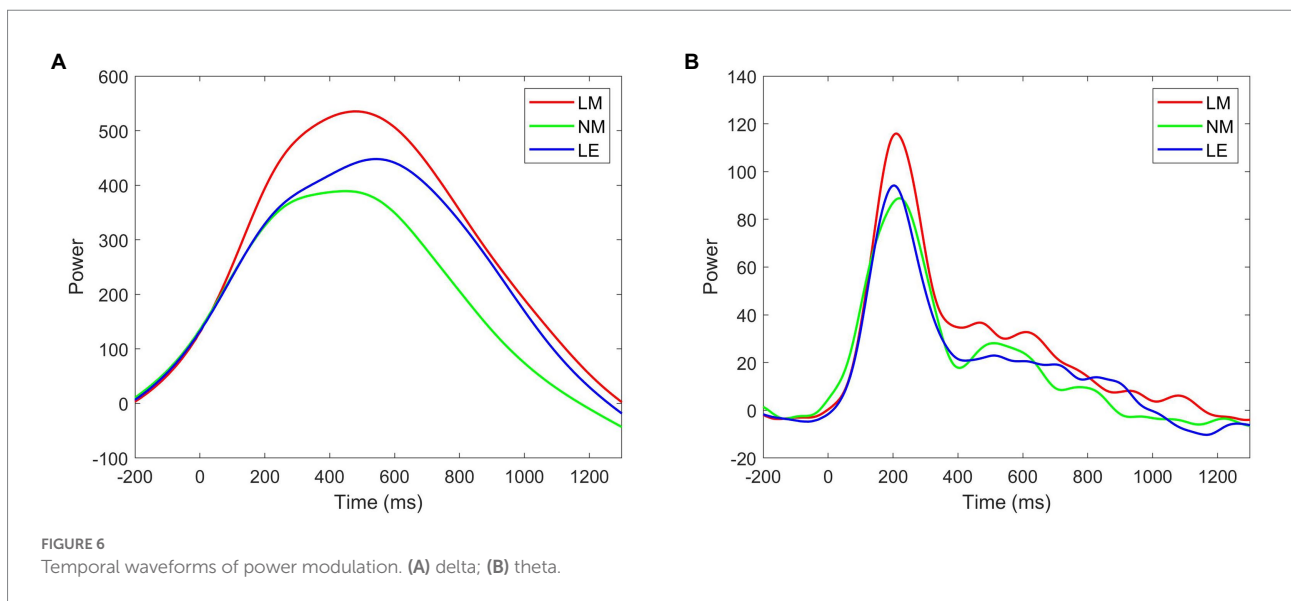 A
600
500
400
300
200
100
0
-100
Power
-200 0 200 400 600 800 1000 1200
Time (ms)
LM
NM
LE
B
140
120
100
80
60
40
20
0
-20
Power
-200 0 200 400 600 800 1000 1200
Time (ms)
LM
NM
LE
FIGURE 6
Temporal waveforms of power modulation. (A) delta; (B) theta.